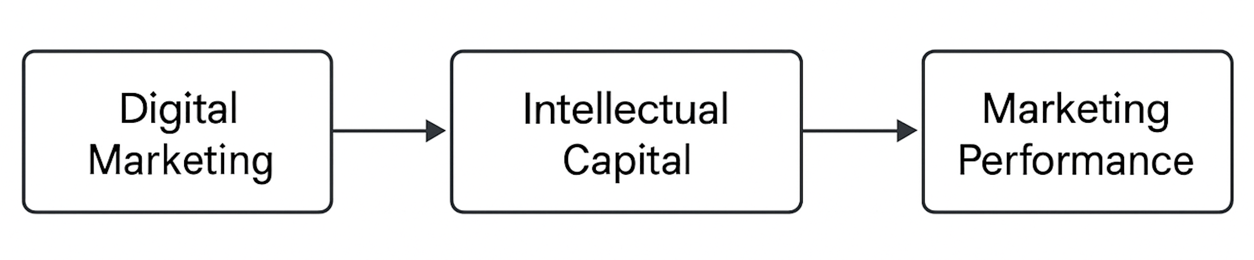 Digital
Marketing
Intellectual
Capital
Marketing
Performance